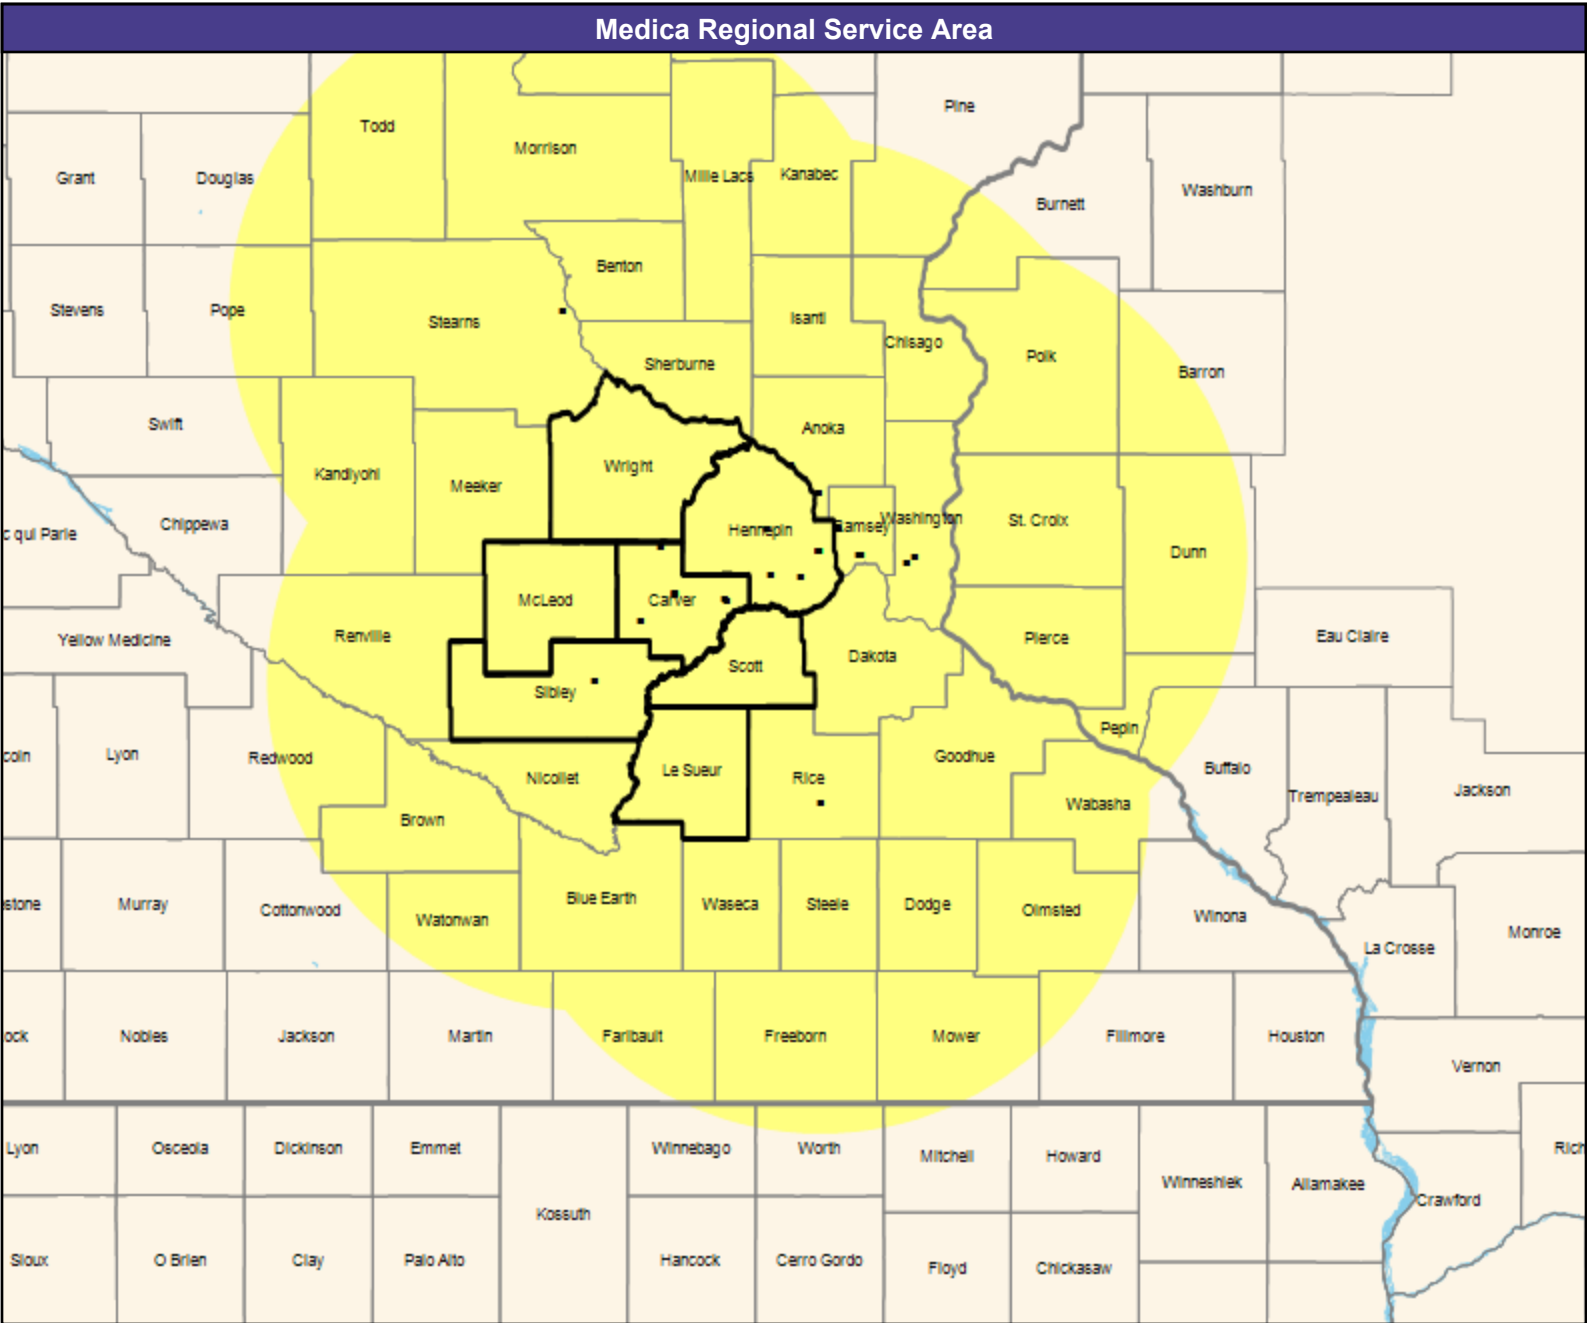 Medica Regional Service Area
Pine
Todd
Morrison
Mille Lacs
Kanabec
Grant
Douglas
Washburn
Burnett
Benton
Stevens
Pope
Stearns
Isanti
Chisago
Polk
Sherburne
Barron
Swift
Anoka
Wright
Kandiyohi
Meeker
Chippewa
c qui Parle
Hennepin
Ramsey
Washington
St. Croix
Dunn
McLeod
Carver
Yellow Medicine
Renville
Pierce
Eau Claire
Scott
Dakota
Sibley
Pepin
coln
Lyon
Redwood
Nicollet
Le Sueur
Rice
Goodhue
Buffalo
Trempealeau
Jackson
Wabasha
Brown
stone
Murray
Cottonwood
Watonwan
Blue Earth
Waseca
Steele
Dodge
Olmsted
Winona
La Crosse
Monroe
ock
Nobles
Jackson
Martin
Faribault
Freeborn
Mower
Fillmore
Houston
Vernon
Lyon
Osceola
Dickinson
Emmet
Winnebago
Worth
Mitchell
Howard
Winneshiek
Allamakee
Crawford
Rich
Kossuth
Sioux
O Brien
Clay
Palo Alto
Hancock
Cerro Gordo
Floyd
Chickasaw